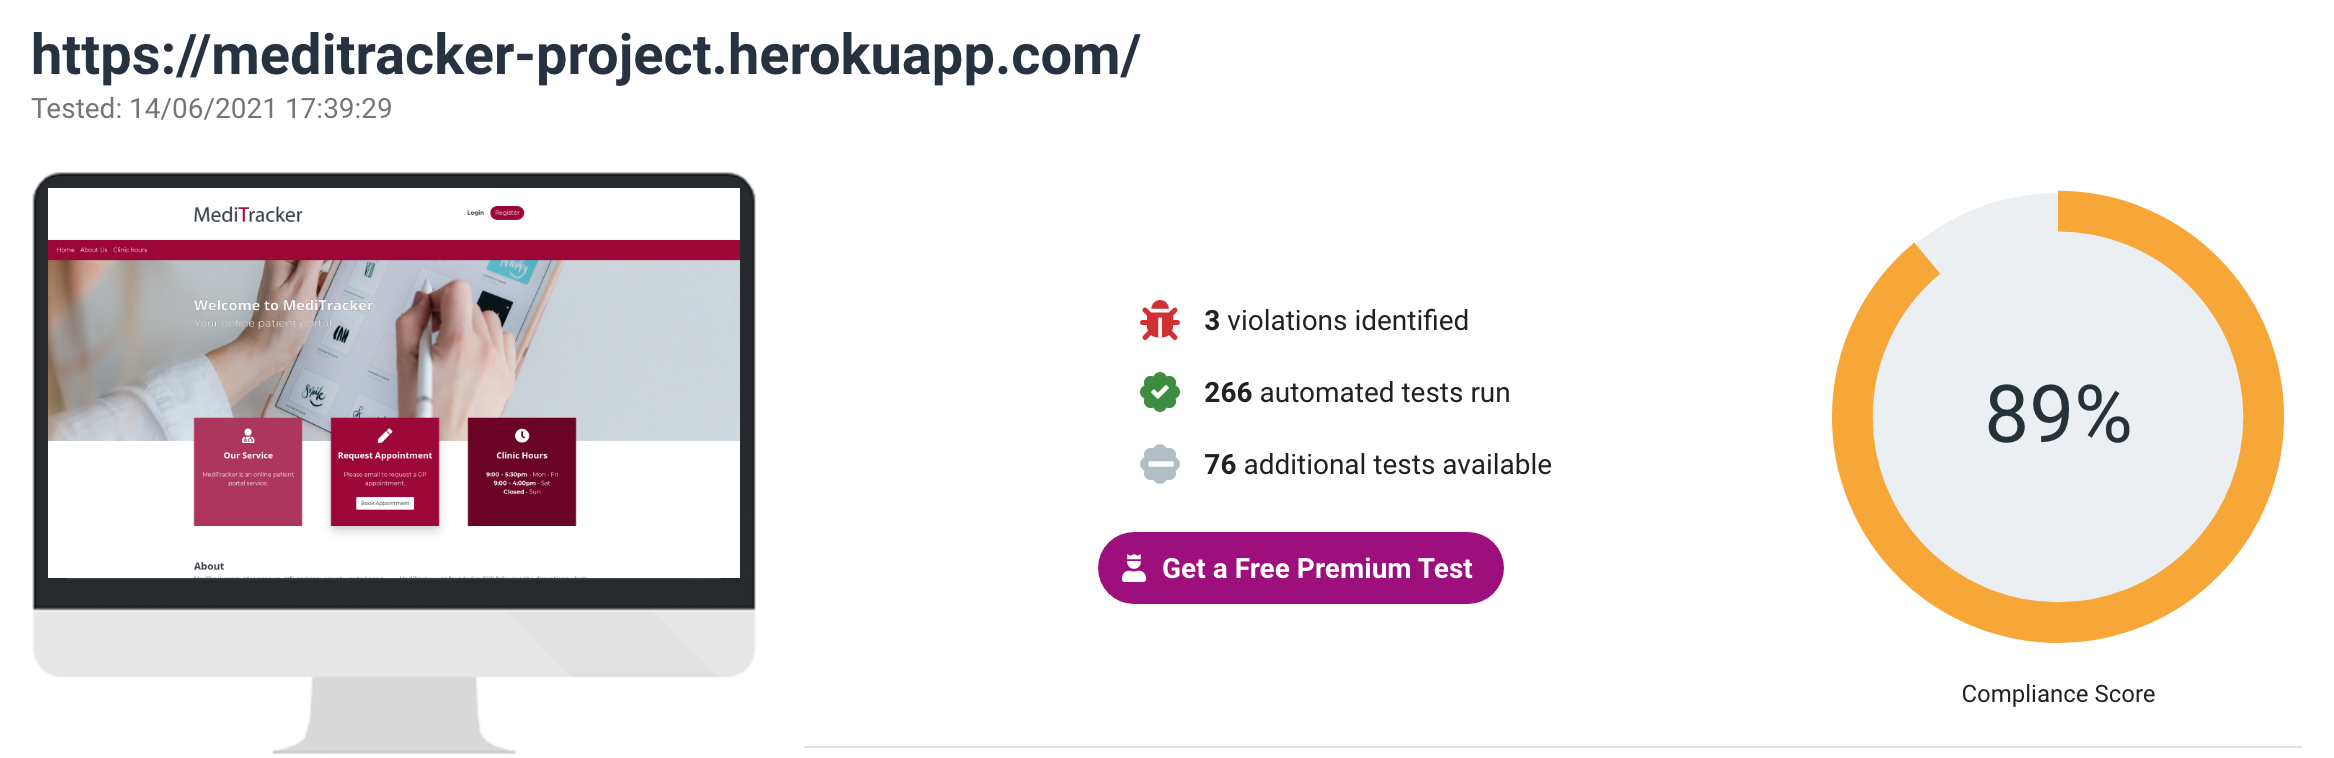 https://meditracker-project.herokuapp.com/
Tested: 14/06/2021 17:39:29
MediTracker
Login Register
Home About Us Clinic hours
Welcome to MediTracker
Your online patient portal
Our Service
MediTracker is an online patient
portal service.
Request Appointment
Please email to request a GP
appointment.
Book Appointment
Clinic Hours
9:00 - 5:30pm - Mon - Fri
9:00 - 4:00pm - Sat
Closed - Sun
About
3 violations identified
266 automated tests run
76 additional tests available
Get a Free Premium Test
89%
Compliance Score